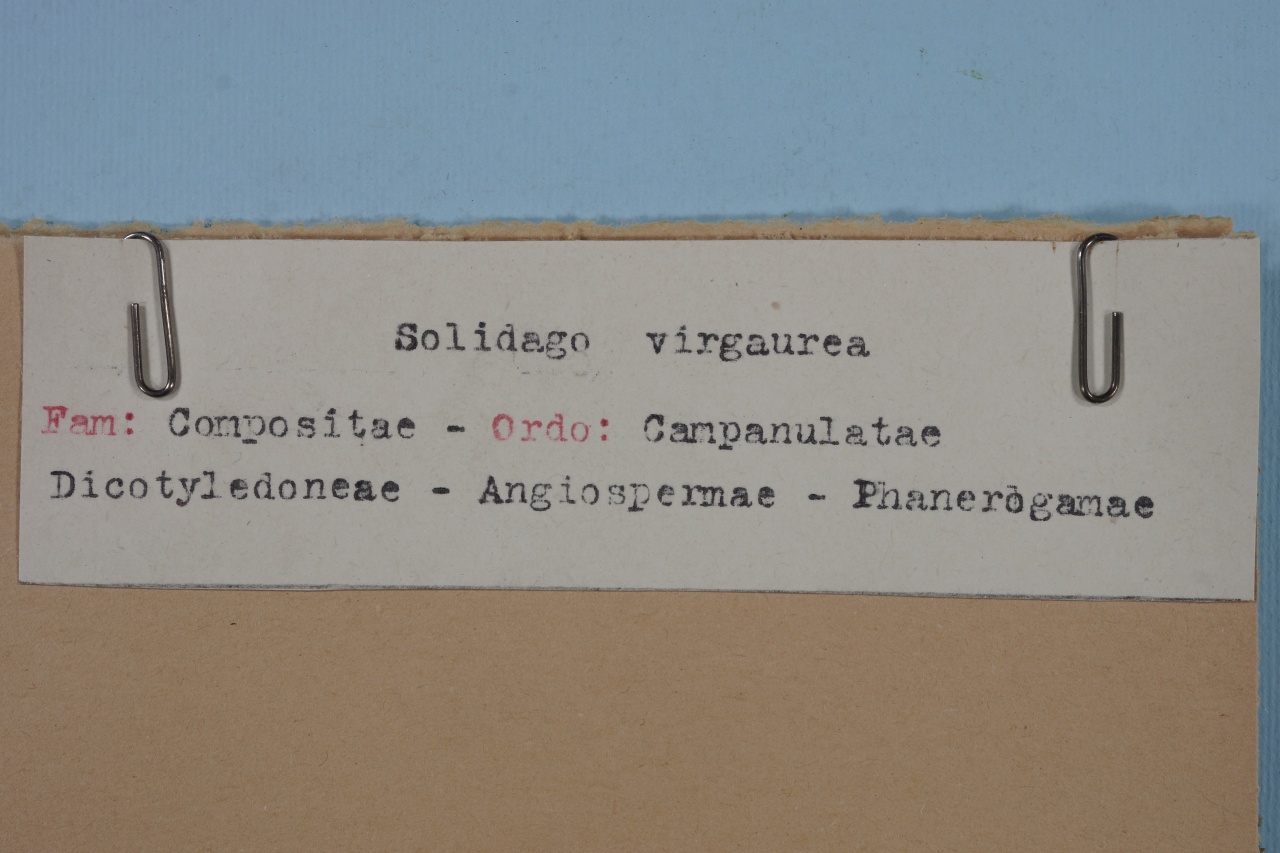 Solidago virgaurea
Fam: Compositae - Ordo: Campanulatae
Dicotyledoneae - Angiospermae - Phanerògamae